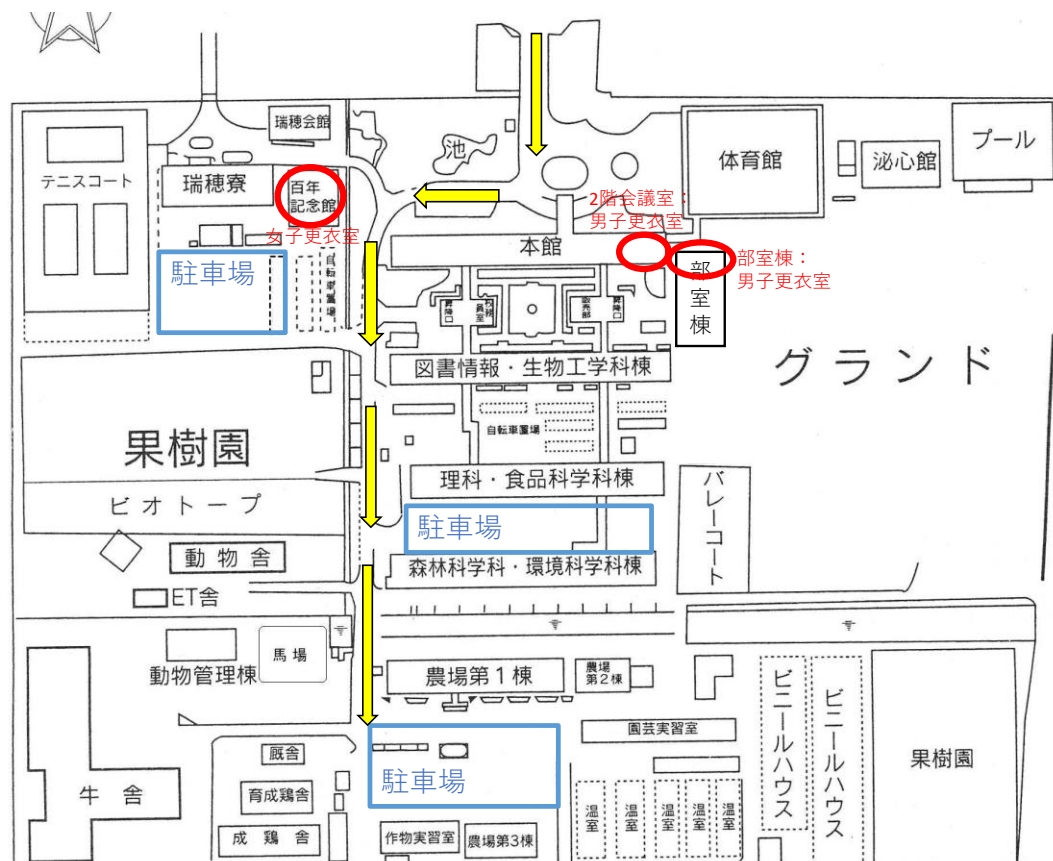 瑞穂会館
池
体育館
泌心館
プール
テニスコート
瑞穂寮
百年
記念館
女子更衣室
2階会議室：
男子更衣室
本館
部室棟：
男子更衣室
部室棟
駐車場
自転車置場
昇降口
販売部
昇降口
図書情報・生物工学科棟
グランド
自転車置場
果樹園
ビオトープ
理科・食品科学科棟
駐車場
バレーコート
森林科学科・環境科学科棟
動物舎
ET舎
動物管理棟
馬場
農場第1棟
農場
第2棟
園芸実習室
ビニールハウス
ビニールハウス
果樹園
駐車場
厩舎
育成鶏舎
成鶏舎
牛舎
作物実習室
農場第3棟
温室
温室
温室
温室
温室